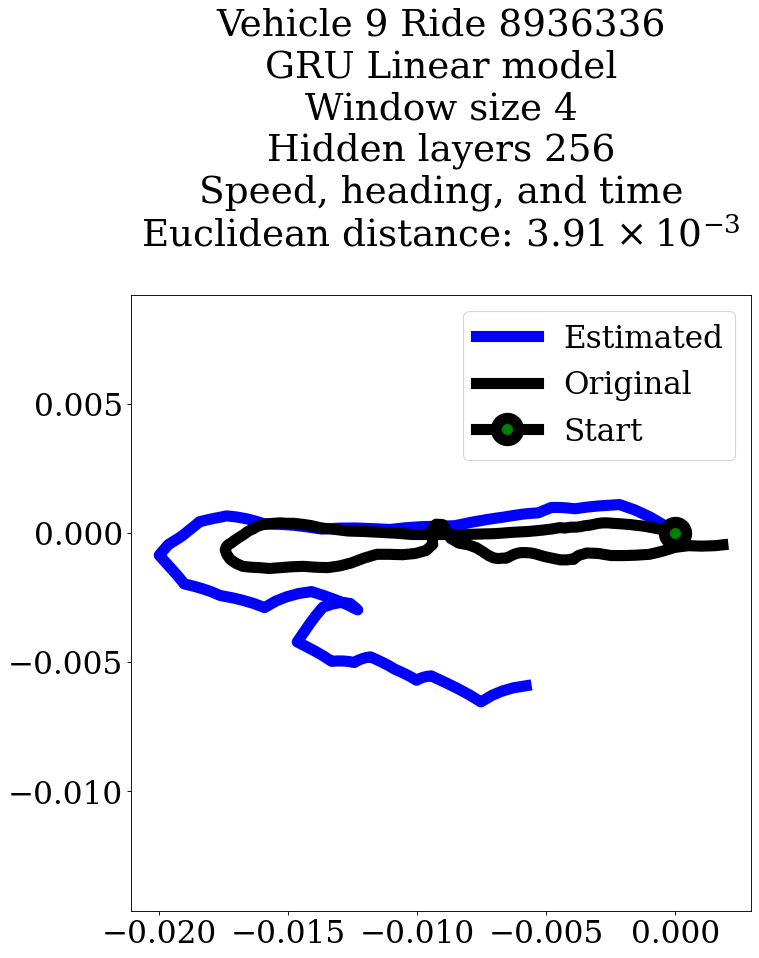 Vehicle 9 Ride 8936336
GRU Linear model
Window size 4
Hidden layers 256
Speed, heading, and time
Euclidean distance: 3.91 × 10⁻³
Estimated
Original
Start
0.005
0.000
−0.005
−0.010
−0.020 −0.015 −0.010 −0.005 0.000